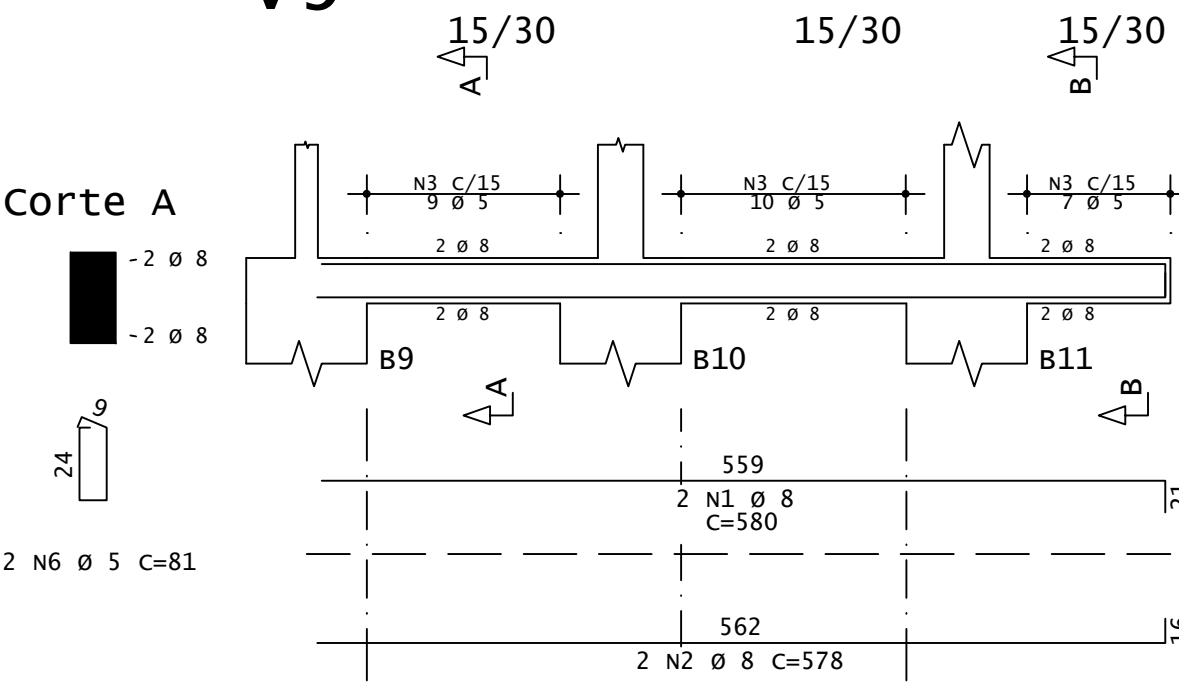 15/30 15/30 15/30
A B
Corte A
N3 C/15 N3 C/15 N3 C/15
9 Ø 5 10 Ø 5 7 Ø 5
-2 Ø 8 2 Ø 8 2 Ø 8 2 Ø 8
-2 Ø 8 2 Ø 8 2 Ø 8 2 Ø 8
B9 B10 B11
A B
9
24
559
2 N1 Ø 8
C=580
21
2 N6 Ø 5 C=81
562
16
2 N2 Ø 8 C=578